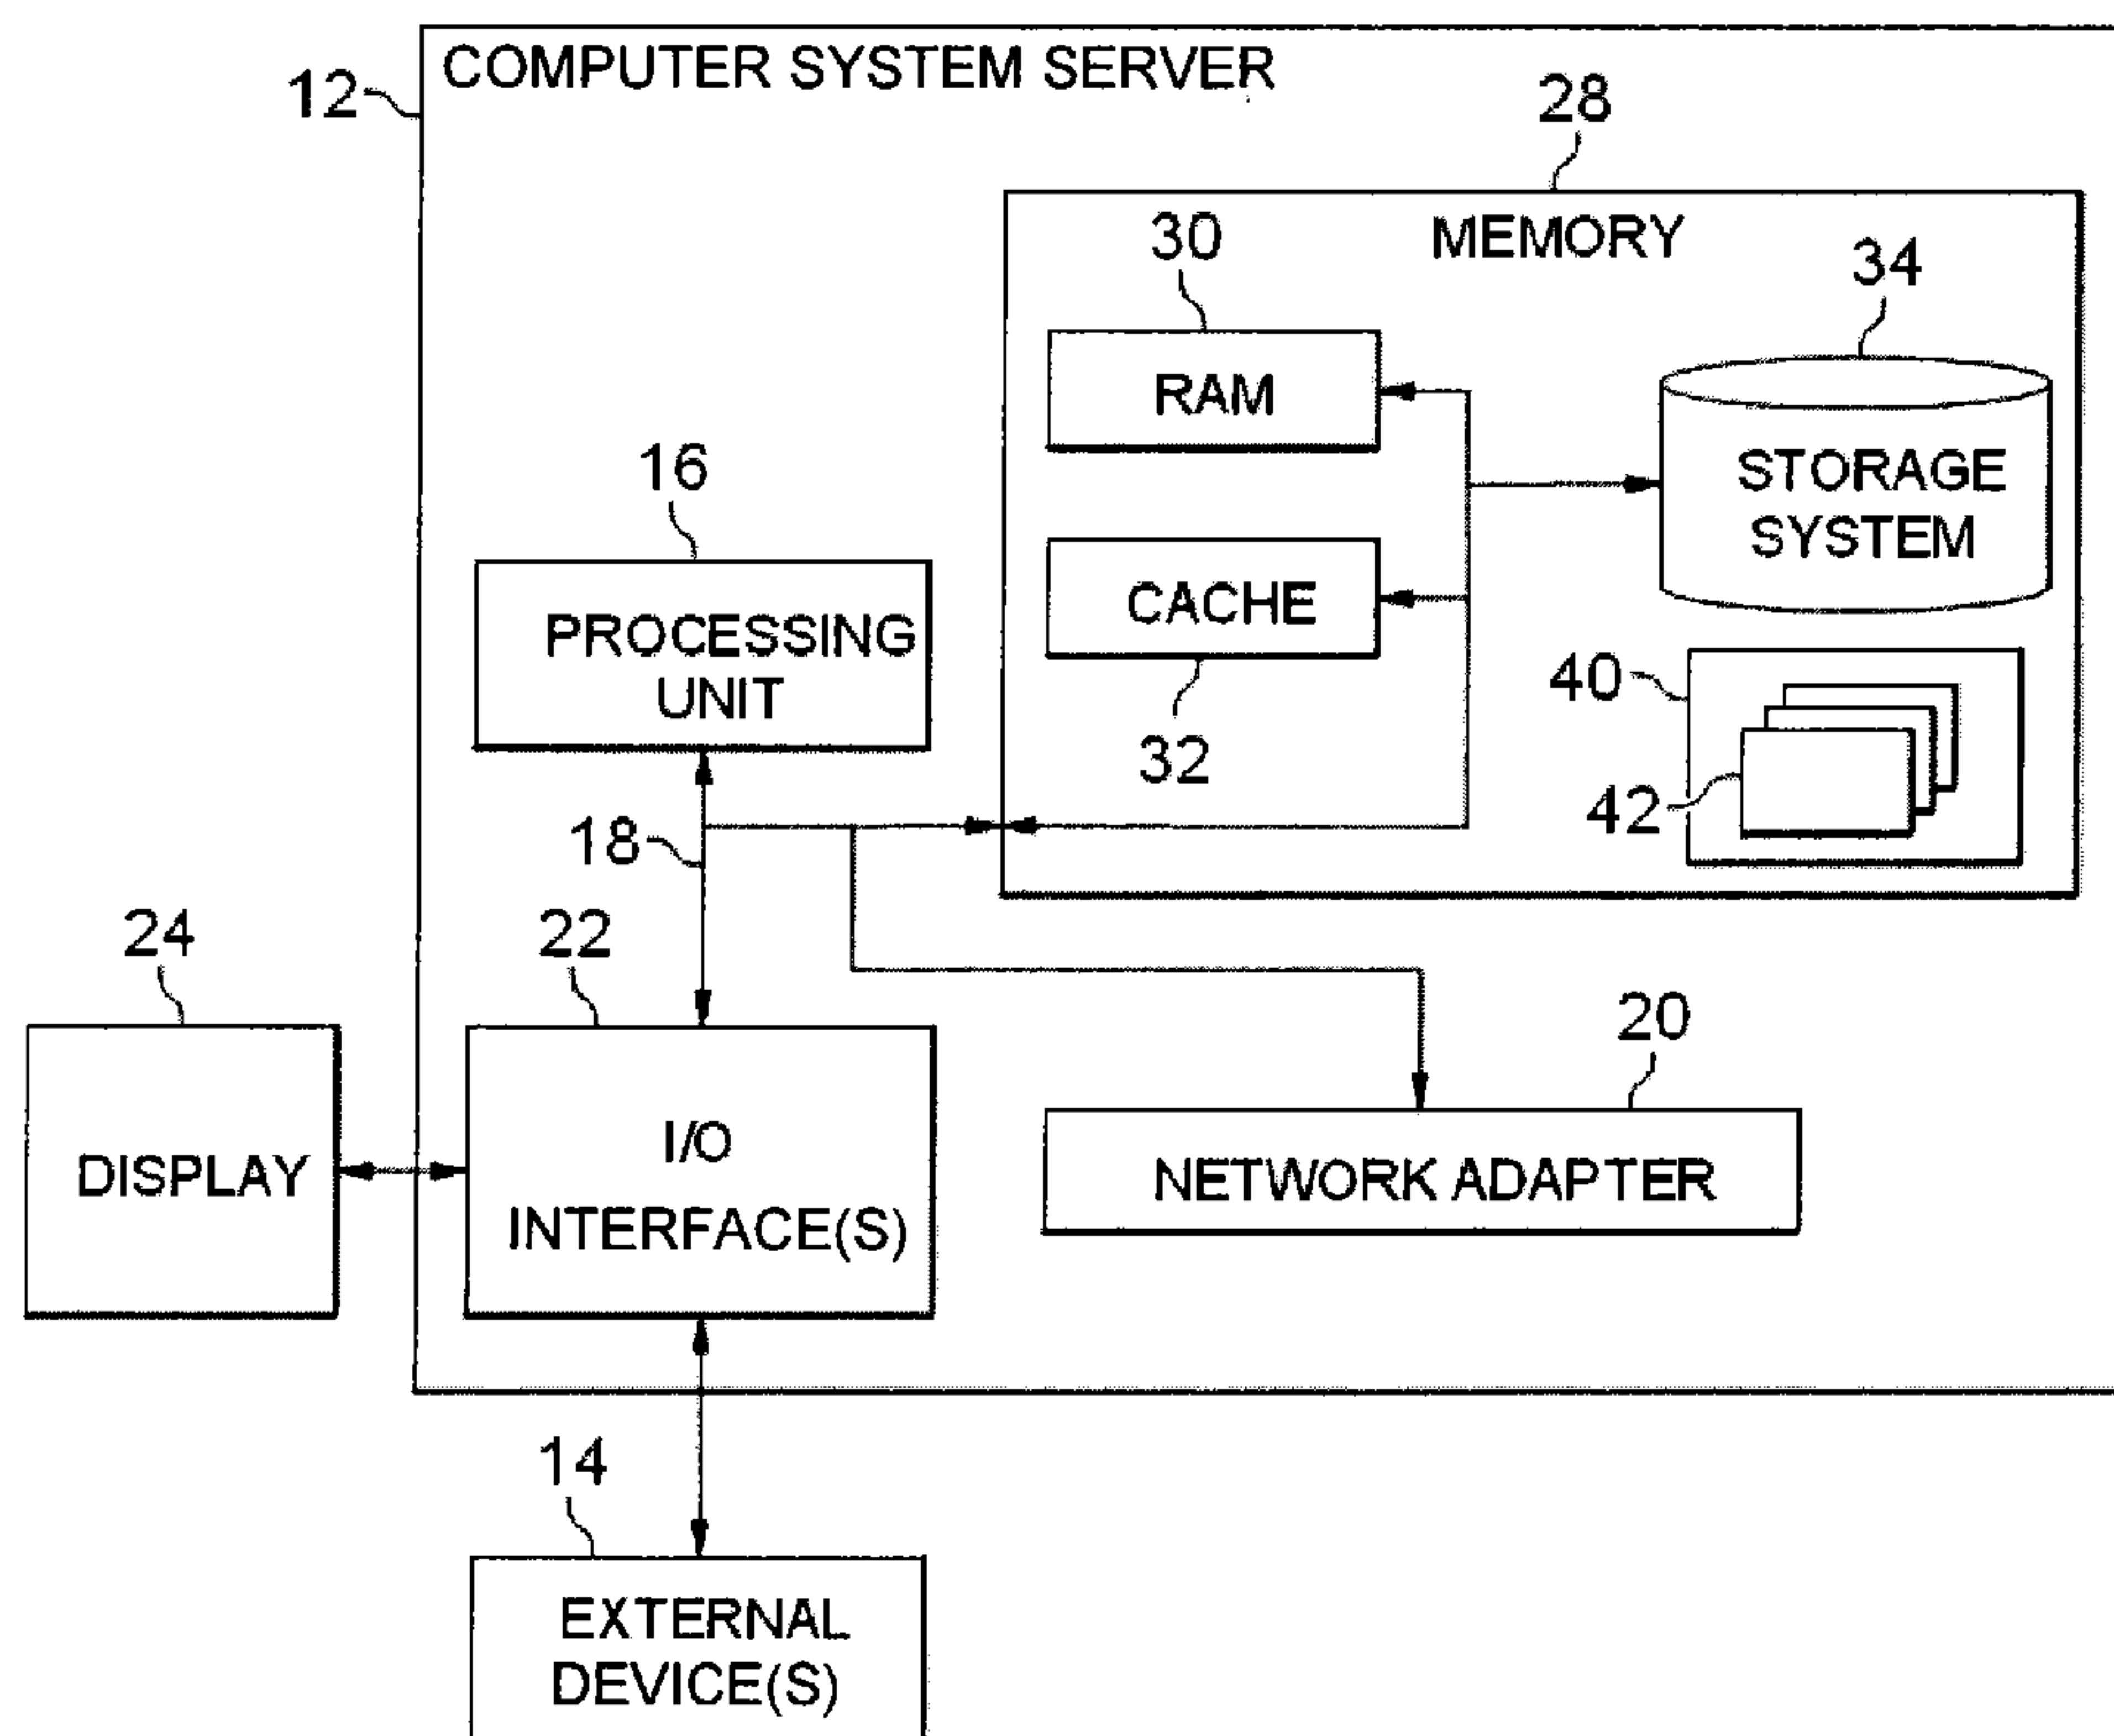 COMPUTER SYSTEM SERVER
12
28
MEMORY
30
34
RAM
STORAGE
SYSTEM
16
PROCESSING
UNIT
CACHE
32
40
42
18
24
22
20
DISPLAY
I/O
INTERFACE(S)
NETWORK ADAPTER
14
EXTERNAL
DEVICE(S)